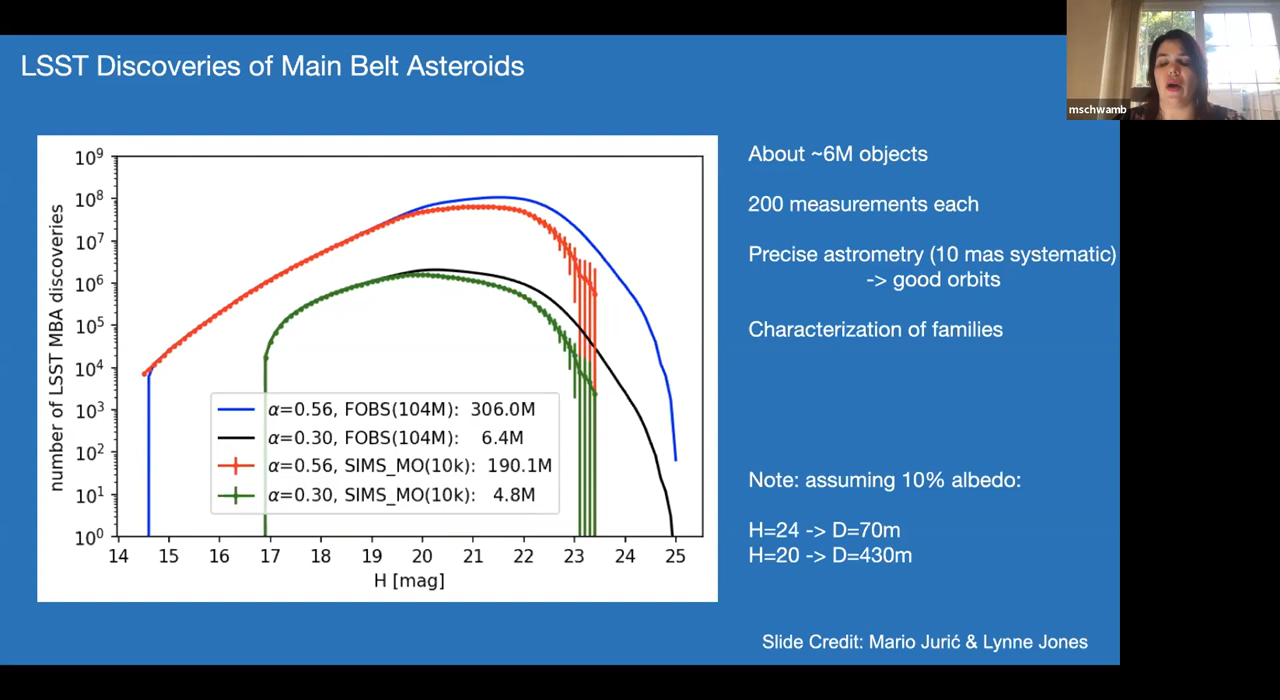 LSST Discoveries of Main Belt Asteroids
mschwamb
10⁹
10⁸
10⁷
10⁶
10⁵
10⁴
10³
10²
10¹
10⁰
number of LSST MBA discoveries
α=0.56, FOBS(104M): 306.0M
α=0.30, FOBS(104M): 6.4M
α=0.56, SIMS_MO(10k): 190.1M
α=0.30, SIMS_MO(10k): 4.8M
14 15 16 17 18 19 20 21 22 23 24 25
H [mag]
About ~6M objects
200 measurements each
Precise astrometry (10 mas systematic)
-> good orbits
Characterization of families
Note: assuming 10% albedo:
H=24 -> D=70m
H=20 -> D=430m
Slide Credit: Mario Jurić & Lynne Jones